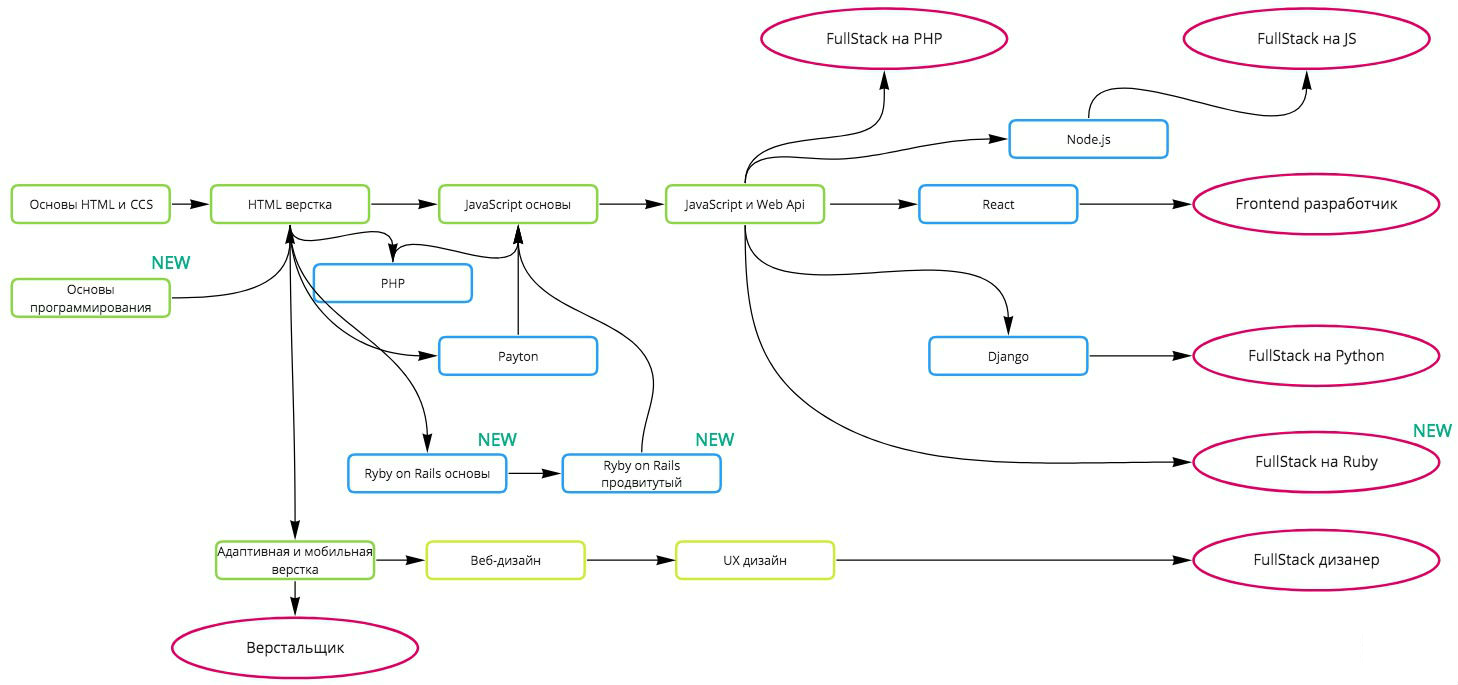 FullStack на PHP
FullStack на JS
Node.js
Основы HTML и CCS
HTML верстка
JavaScript основы
JavaScript и Web Api
React
Frontend разработчик
NEW
Основы
программирования
PHP
Payton
Django
FullStack на Python
NEW
Ryby on Rails основы
NEW
Ryby on Rails
продвитутый
NEW
FullStack на Ruby
Адаптивная и мобильная
верстка
Веб-дизайн
UX дизайн
FullStack дизанер
Верстальщик